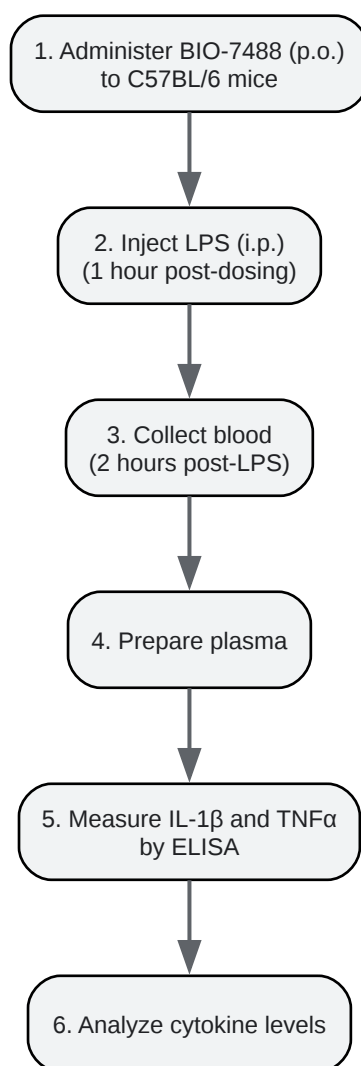 1. Administer BIO-7488 (p.o.)
to C57BL/6 mice
2. Inject LPS (i.p.)
(1 hour post-dosing)
3. Collect blood
(2 hours post-LPS)
4. Prepare plasma
5. Measure IL-1β and TNFα
by ELISA
6. Analyze cytokine levels